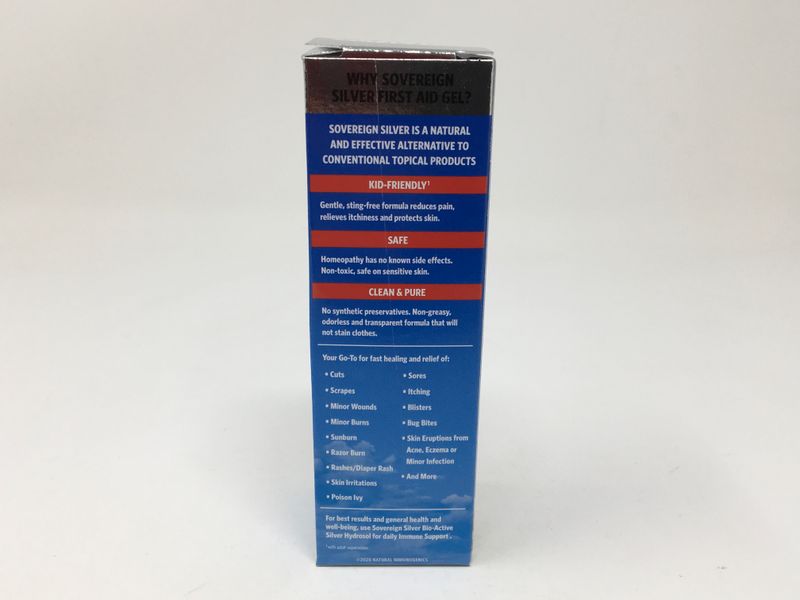 WHY SOVEREIGN
SILVER FIRST AID GEL?
SOVEREIGN SILVER IS A NATURAL
AND EFFECTIVE ALTERNATIVE TO
CONVENTIONAL TOPICAL PRODUCTS
KID-FRIENDLY¹
Gentle, sting-free formula reduces pain,
relieves itchiness and protects skin.
SAFE
Homeopathy has no known side effects.
Non-toxic, safe on sensitive skin.
CLEAN & PURE
No synthetic preservatives. Non-greasy,
odorless and transparent formula that will
not stain clothes.
Your Go-To for fast healing and relief of:
• Cuts
• Scrapes
• Minor Wounds
• Minor Burns
• Sunburn
• Razor Burn
• Rashes/Diaper Rash
• Skin Irritations
• Poison Ivy
• Sores
• Itching
• Blisters
• Bug Bites
• Skin Eruptions from
Acne, Eczema or
Minor Infection
• And More
For best results and general health and
well-being, use Sovereign Silver Bio-Active
Silver Hydrosol for daily Immune Support*.
¹with adult supervision
©2020 NATURAL IMMUNOGENICS